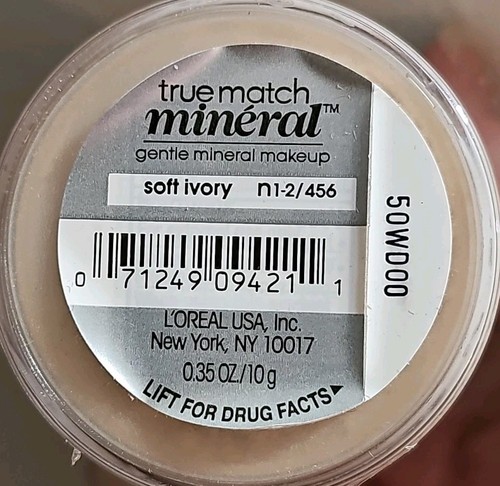 true match
minéral™
gentle mineral makeup
soft ivory n1-2/456
0 71249 09421 1
L'OREAL USA, Inc.
New York, NY 10017
0.35 OZ./10 g
LIFT FOR DRUG FACTS►
50WD00